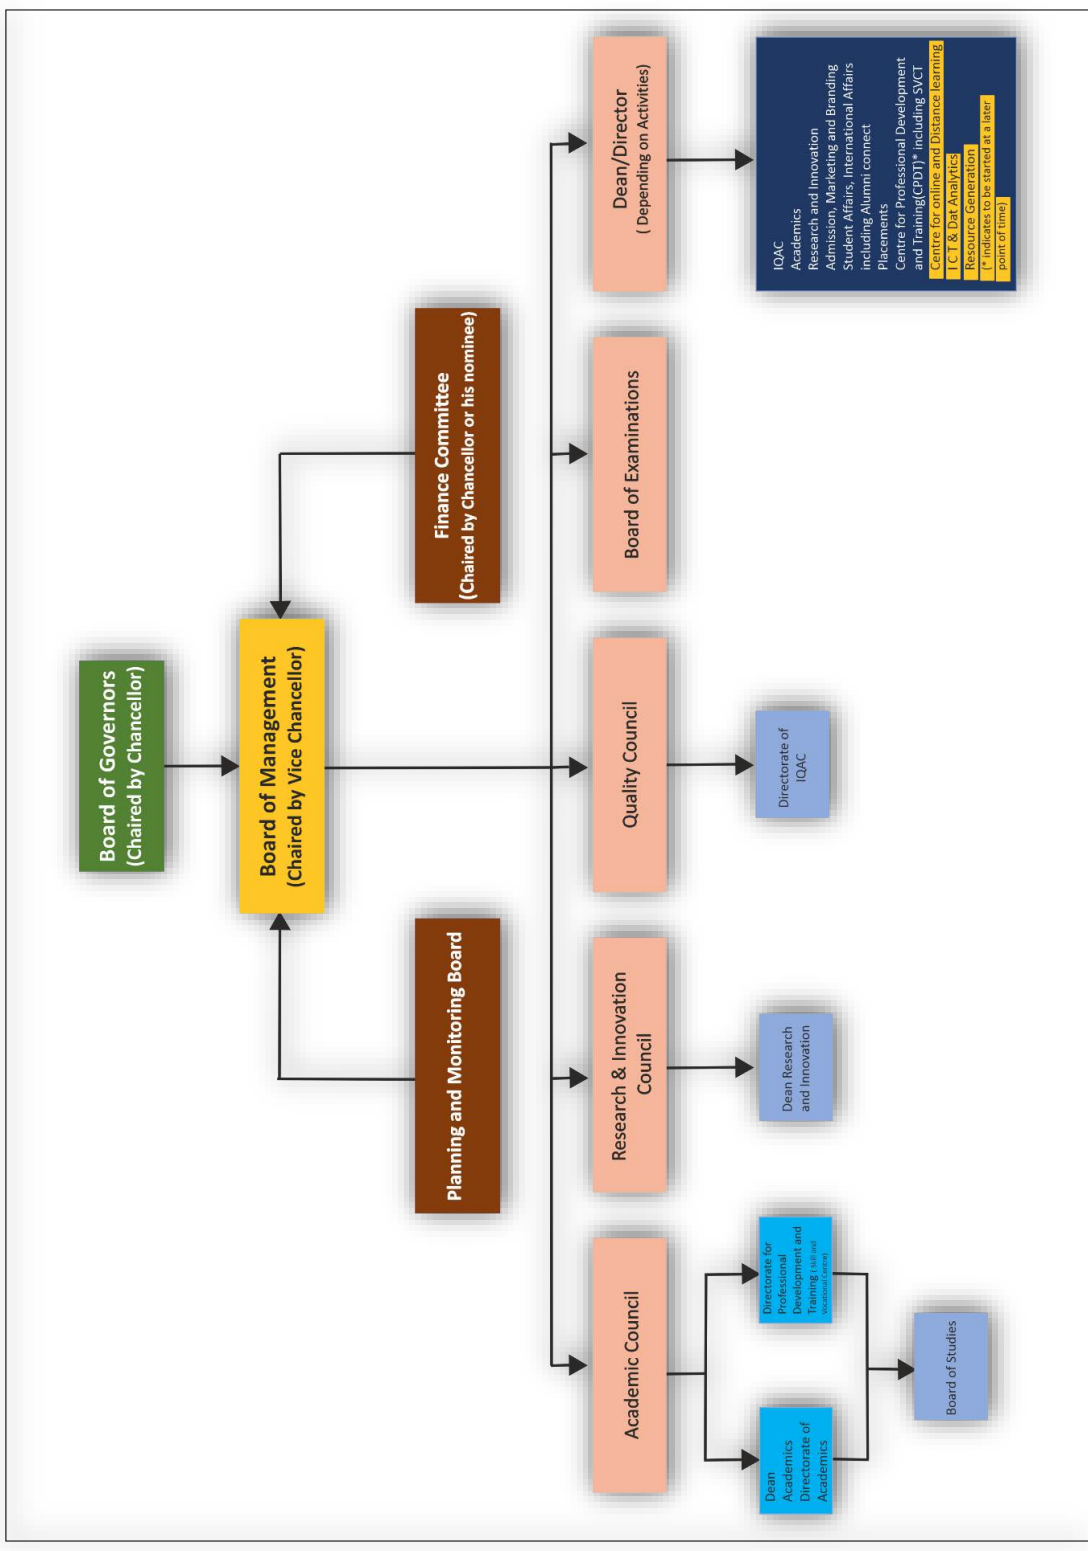 Board of Governors
(Chaired by Chancellor)
Board of Management
(Chaired by Vice Chancellor)
Planning and Monitoring Board
Finance Committee
(Chaired by Chancellor or his nominee)
Academic Council
Research & Innovation
Council
Quality Council
Board of Examinations
Dean/Director
( Depending on Activities)
Dean
Academics
Directorate of
Academics
Directorate for
Professional
Development and
Training ( Skill and
Vocational Centre)
Dean Research
and Innovation
Directorate of
IQAC
IQAC
Academics
Research and Innovation
Admission, Marketing and Branding
Student Affairs, International Affairs
including Alumni connect
Placements
Centre for Professional Development
and Training(CPDT)* including SVCT
Centre for online and Distance learning
I C T & Dat Analytics
Resource Generation
(* indicates to be started at a later
point of time)
Board of Studies